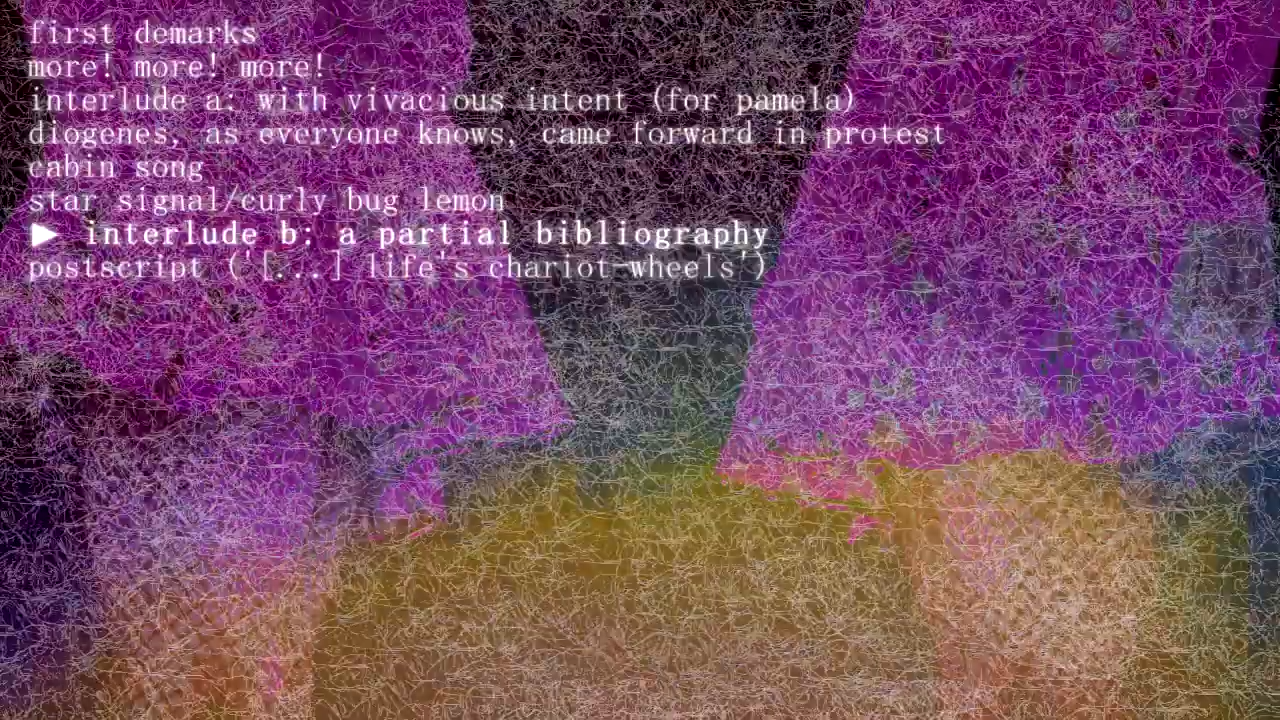 first demarks
more! more! more!
interlude a: with vivacious intent (for pamela)
diogenes, as everyone knows, came forward in protest
cabin song
star signal/curly bug lemon
▶ interlude b: a partial bibliography
postscript ('[...] life's chariot-wheels')